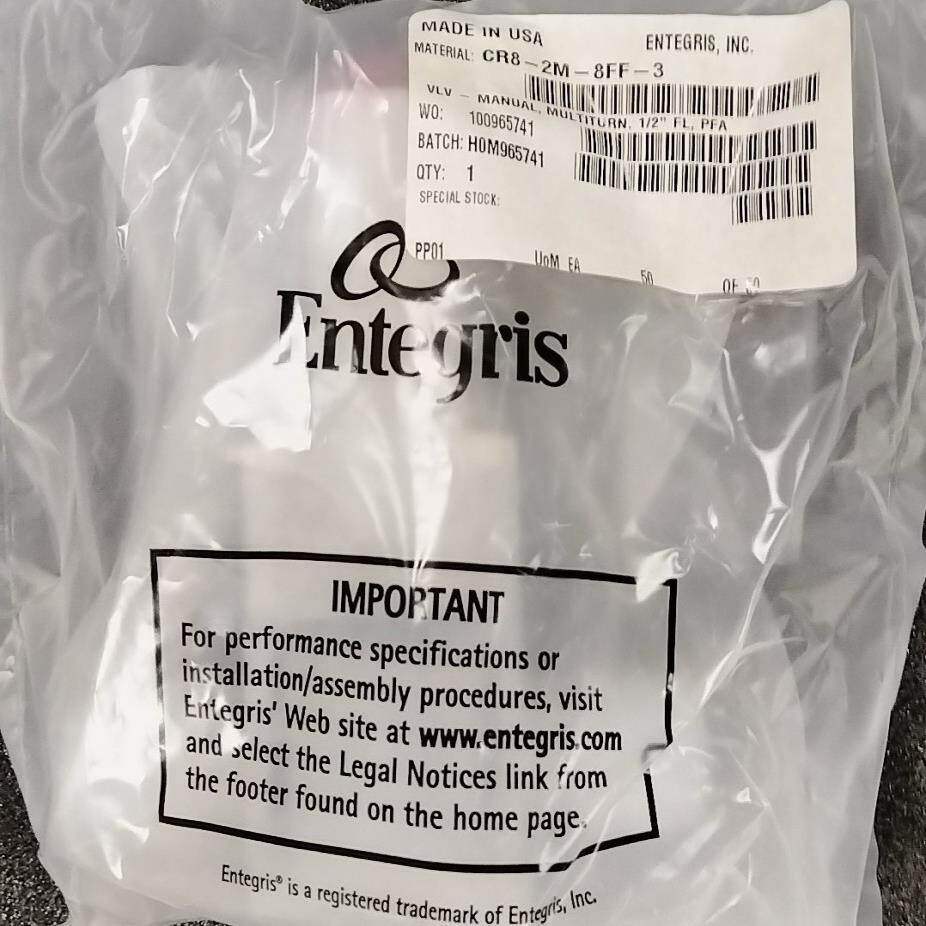 MADE IN USA ENTEGRIS, INC.
MATERIAL: CR8-2M-8FF-3
VLV - MANUAL, MULTITURN, 1/2" FL, PFA
WO: 100965741
BATCH: H0M965741
QTY: 1
SPECIAL STOCK:
PP01 UoM EA 50 OF
Entegris
IMPORTANT
For performance specifications or
installation/assembly procedures, visit
Entegris' Web site at www.entegris.com
and select the Legal Notices link from
the footer found on the home page.
Entegris® is a registered trademark of Entegris, Inc.